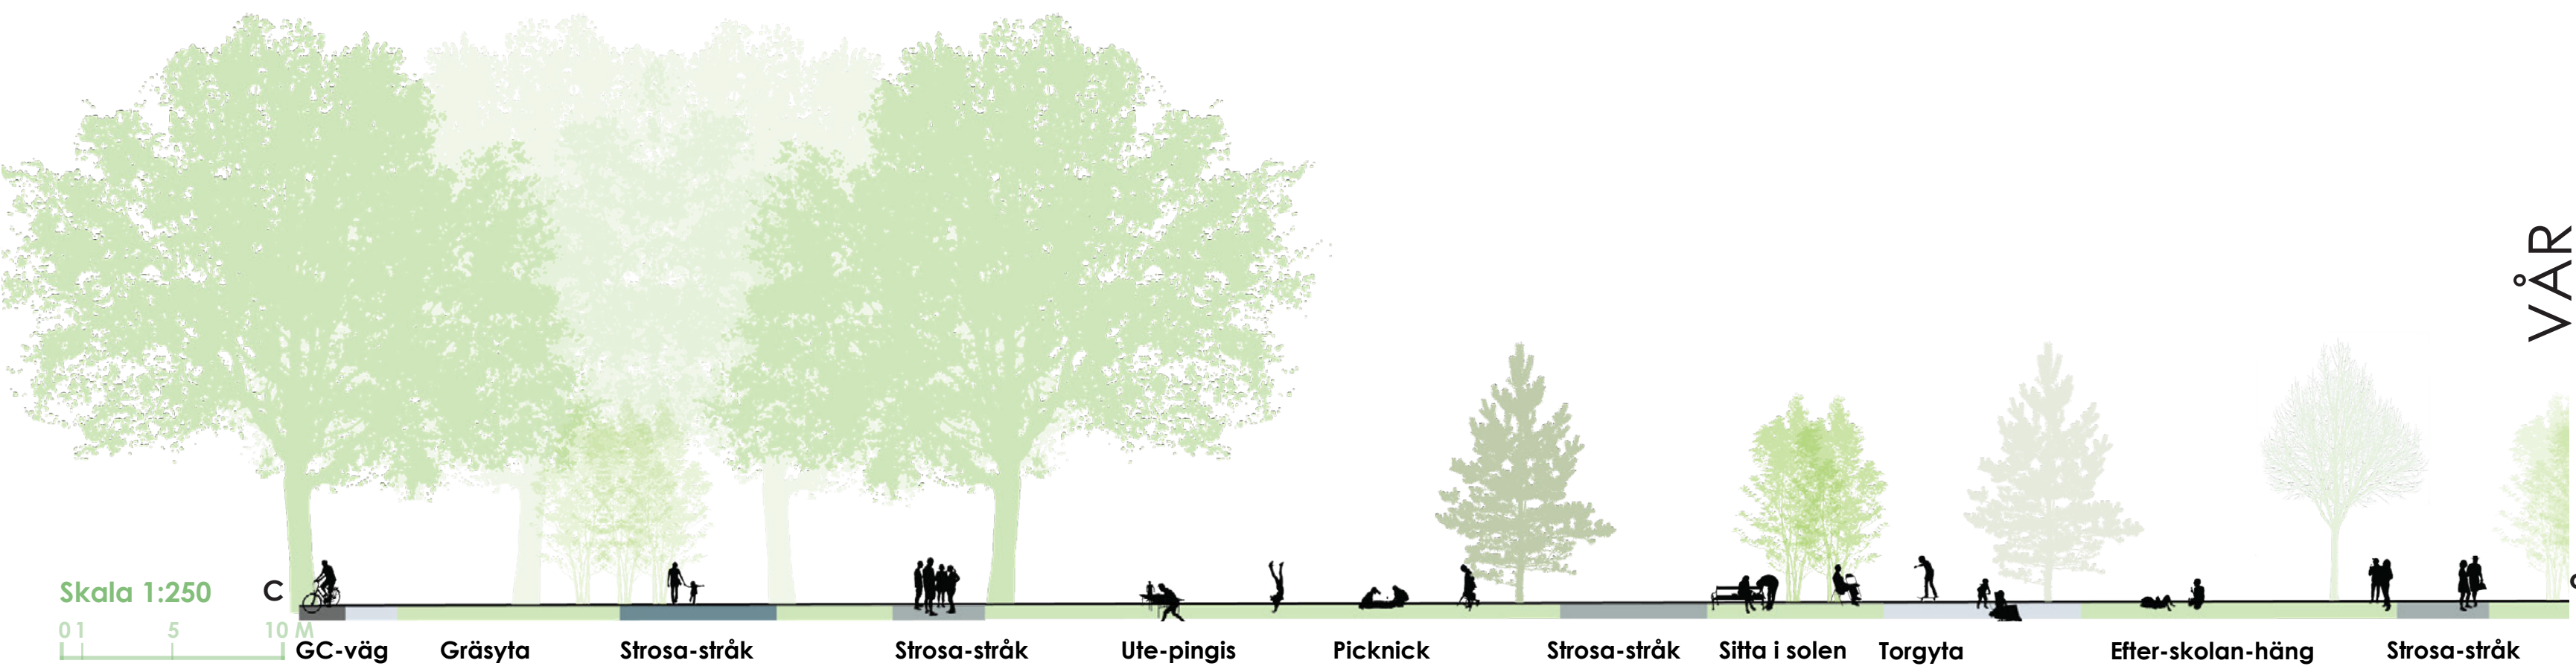 VÅR
Skala 1:250
C
0 1 5 10 M
GC-väg Gräsyta Strosa-stråk Strosa-stråk Ute-pingis Picknick Strosa-stråk Sitta i solen Torgyta Efter-skolan-häng Strosa-stråk